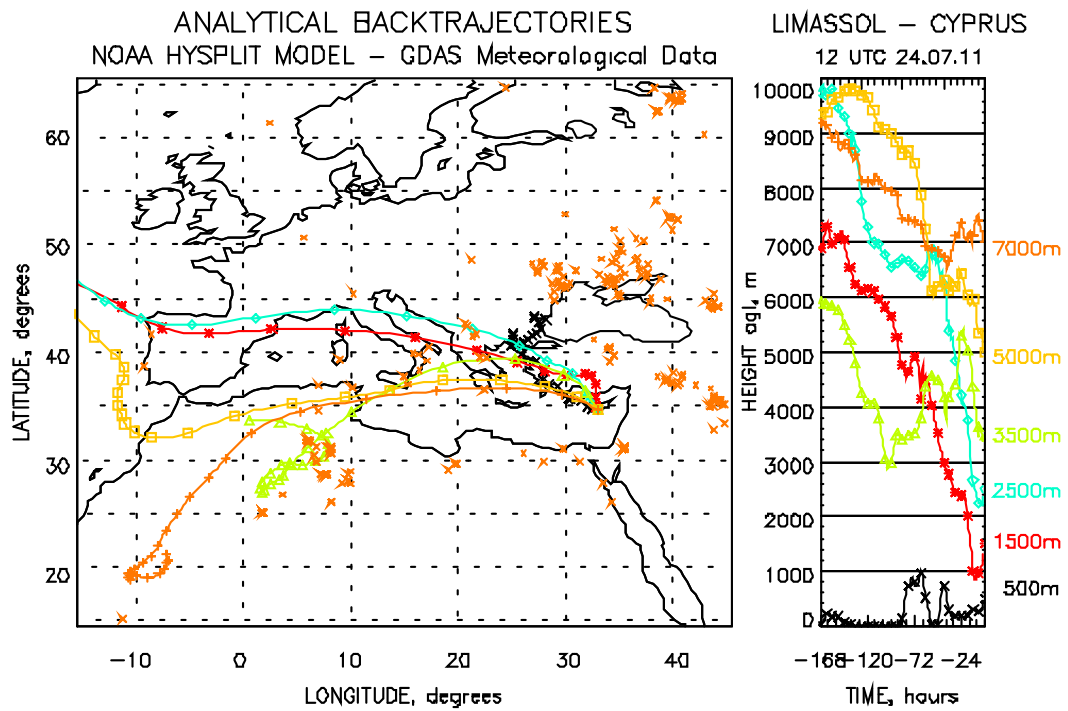 ANALYTICAL BACKTRAJECTORIES
NOAA HYSPLIT MODEL – GDAS Meteorological Data
LIMASSOL – CYPRUS
12 UTC 24.07.11
60
50
40
30
20
LATITUDE, degrees
−10 0 10 20 30 40
LONGITUDE, degrees
10000
9000
8000
7000
6000
5000
4000
3000
2000
1000
0
HEIGHT agl, m
7000m
5000m
3500m
2500m
1500m
500m
−168−120 −72 −24
TIME, hours